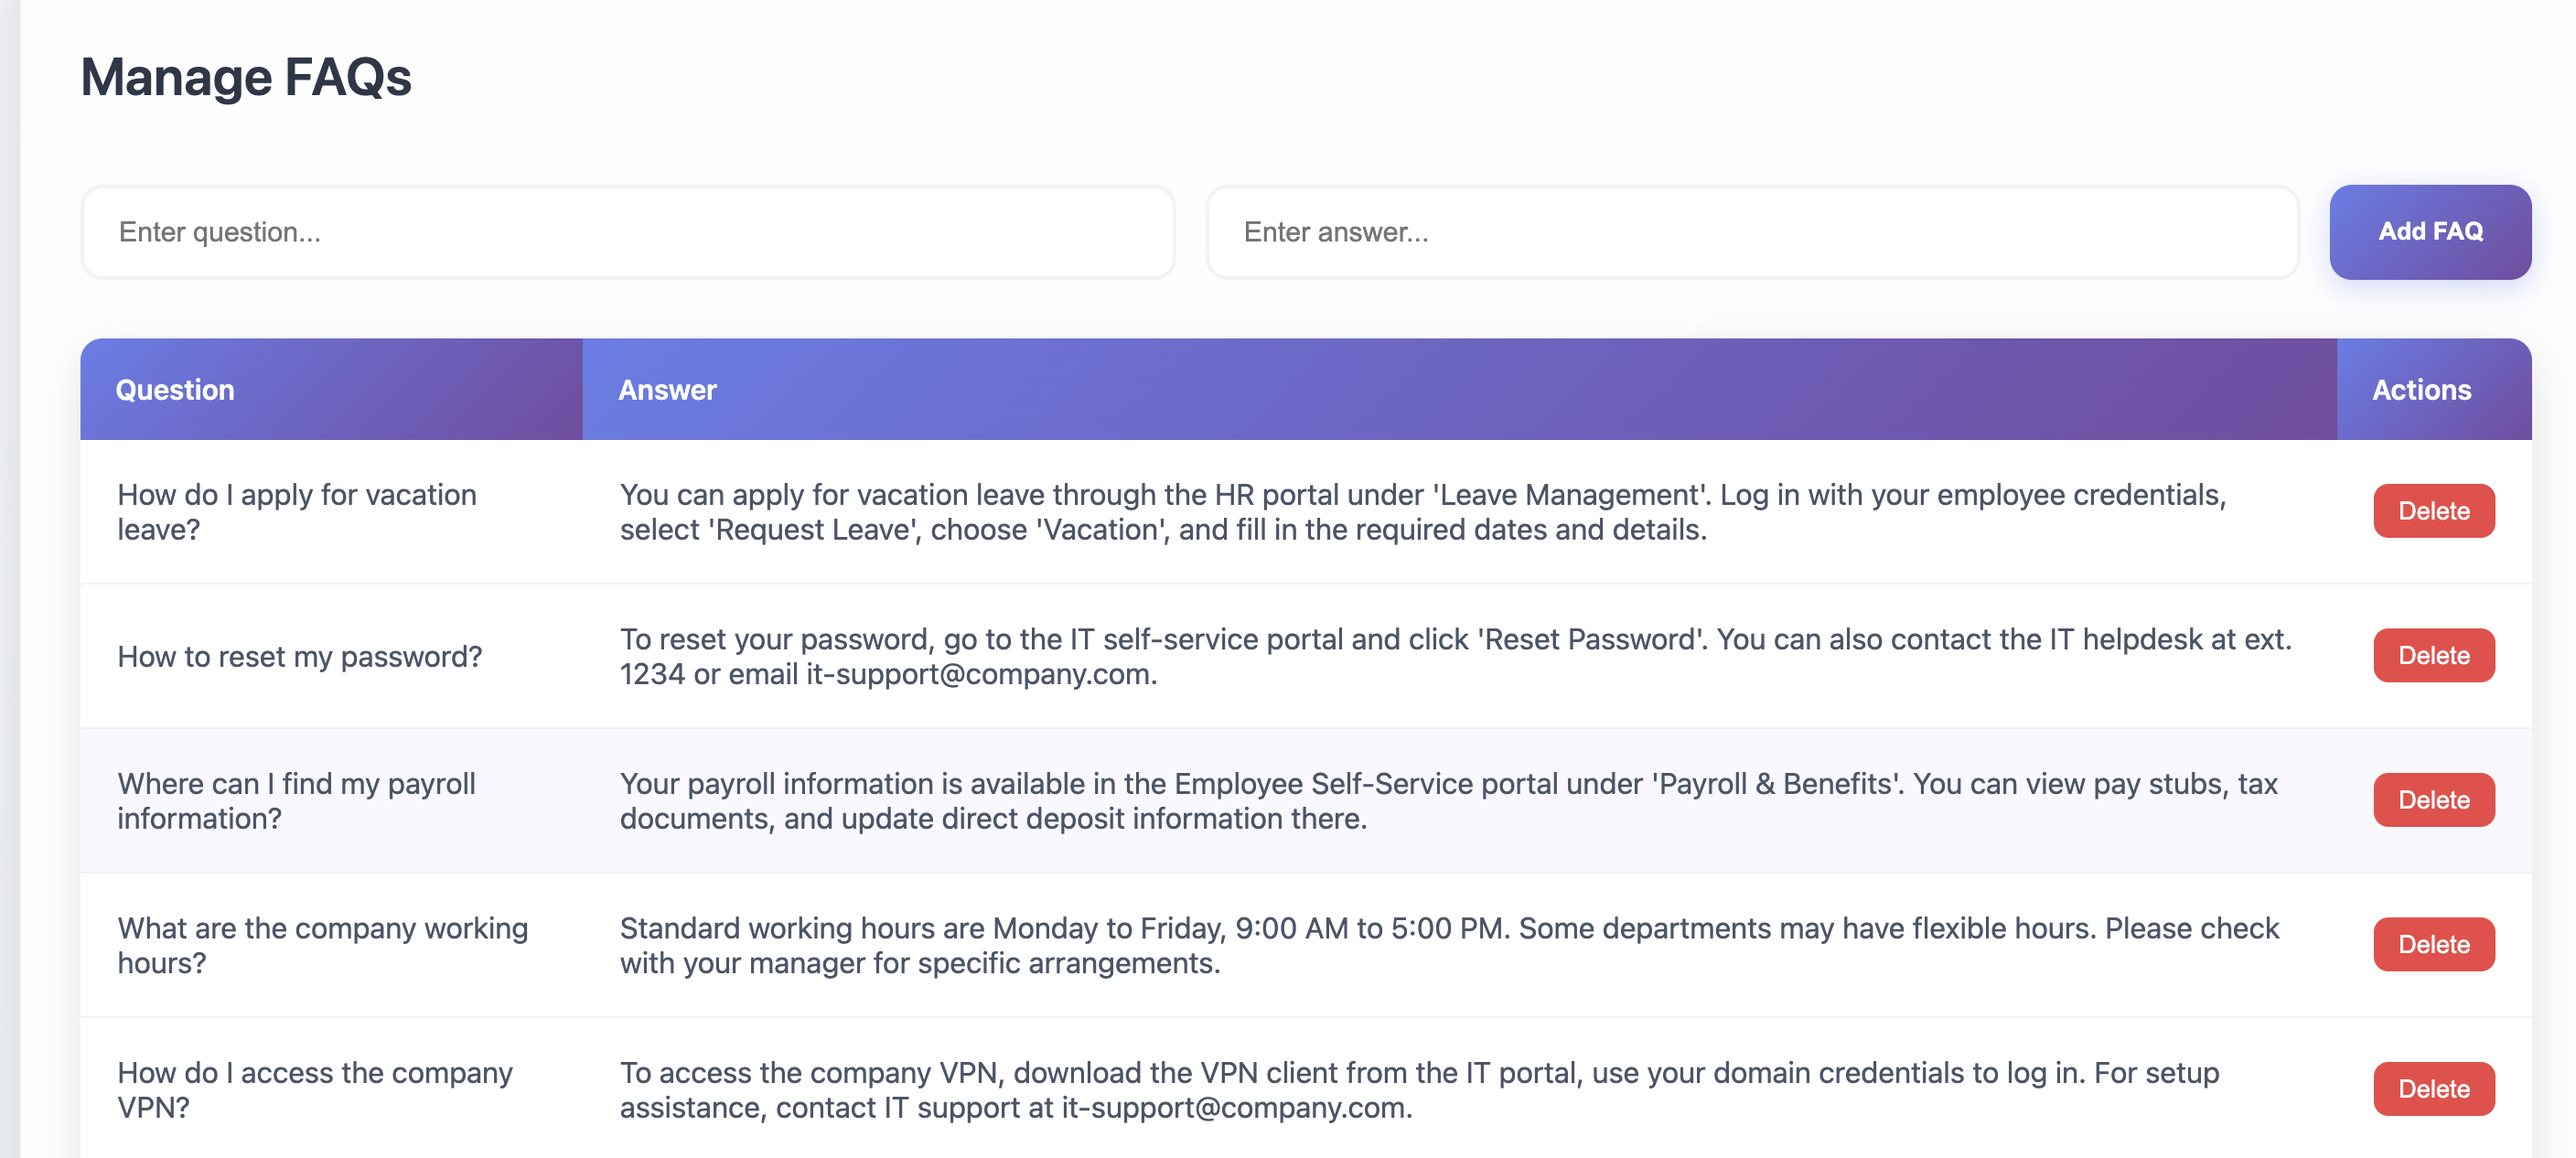 Manage FAQs
Enter question...
Enter answer...
Add FAQ
Question
Answer
Actions
How do I apply for vacation
leave?
You can apply for vacation leave through the HR portal under 'Leave Management'. Log in with your employee credentials,
select 'Request Leave', choose 'Vacation', and fill in the required dates and details.
Delete
How to reset my password?
To reset your password, go to the IT self-service portal and click 'Reset Password'. You can also contact the IT helpdesk at ext.
1234 or email it-support@company.com.
Delete
Where can I find my payroll
information?
Your payroll information is available in the Employee Self-Service portal under 'Payroll & Benefits'. You can view pay stubs, tax
documents, and update direct deposit information there.
Delete
What are the company working
hours?
Standard working hours are Monday to Friday, 9:00 AM to 5:00 PM. Some departments may have flexible hours. Please check
with your manager for specific arrangements.
Delete
How do I access the company
VPN?
To access the company VPN, download the VPN client from the IT portal, use your domain credentials to log in. For setup
assistance, contact IT support at it-support@company.com.
Delete